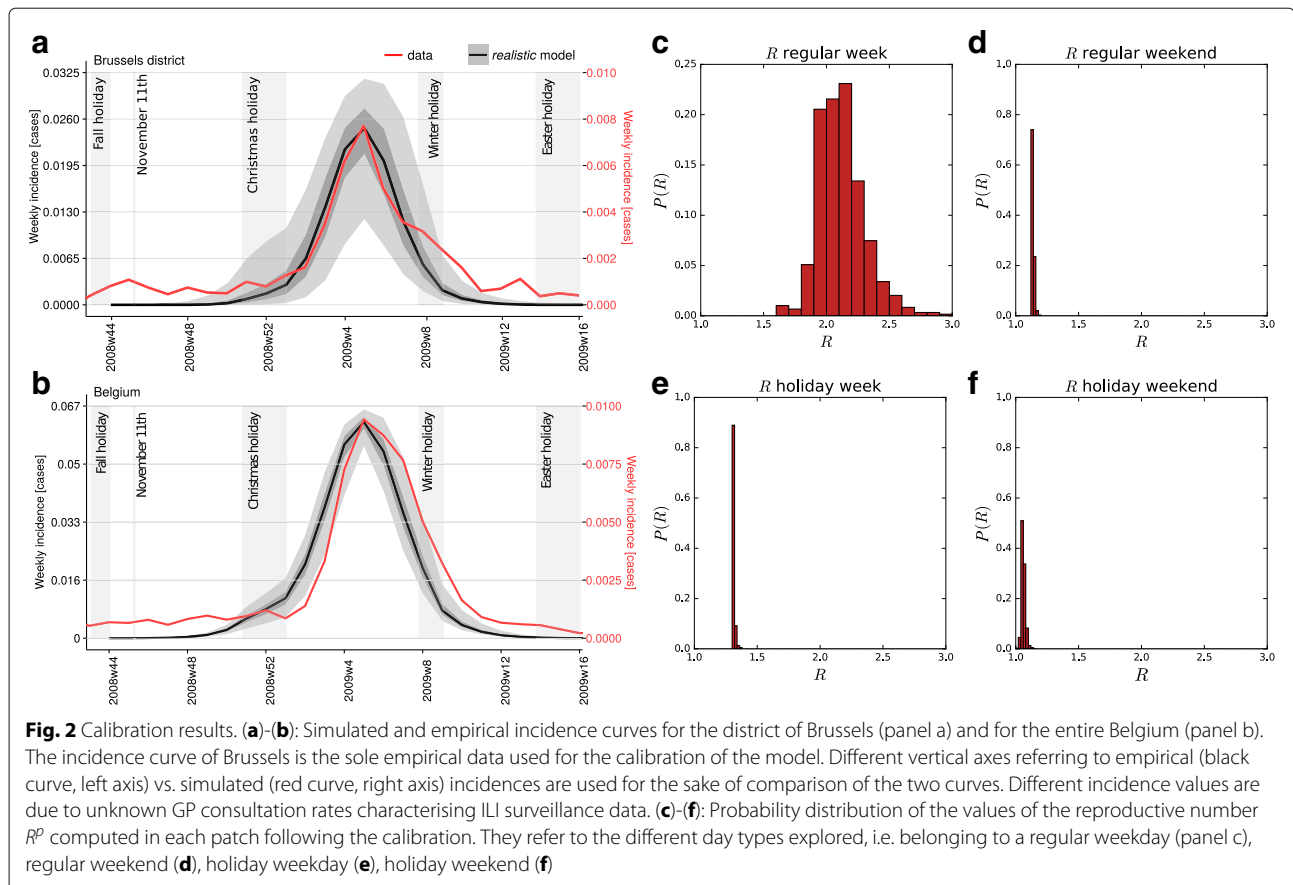 a
Brussels district
data
realistic model
Weekly incidence [cases]
0.0325
0.0260
0.0195
0.0130
0.0065
0.0000
Fall holiday
November 11th
Christmas holiday
Winter holiday
Easter holiday
0.010
0.008
0.006
0.004
0.002
0.000
Weekly incidence [cases]
2008w44
2008w48
2008w52
2009w4
2009w8
2009w12
2009w16
b
Belgium
Weekly incidence [cases]
0.067
0.05
0.033
0.016
0
Fall holiday
November 11th
Christmas holiday
Winter holiday
Easter holiday
0.0100
0.0075
0.0050
0.0025
0.0000
Weekly incidence [cases]
2008w44
2008w48
2008w52
2009w4
2009w8
2009w12
2009w16
c
R regular week
P(R)
0.25
0.20
0.15
0.10
0.05
0.00
1.0 1.5 2.0 2.5 3.0
R
d
R regular weekend
P(R)
1.0
0.8
0.6
0.4
0.2
0.0
1.0 1.5 2.0 2.5 3.0
R
e
R holiday week
P(R)
1.0
0.8
0.6
0.4
0.2
0.0
1.0 1.5 2.0 2.5 3.0
R
f
R holiday weekend
P(R)
1.0
0.8
0.6
0.4
0.2
0.0
1.0 1.5 2.0 2.5 3.0
R
Fig. 2 Calibration results. (a)-(b): Simulated and empirical incidence curves for the district of Brussels (panel a) and for the entire Belgium (panel b).
The incidence curve of Brussels is the sole empirical data used for the calibration of the model. Different vertical axes referring to empirical (black
curve, left axis) vs. simulated (red curve, right axis) incidences are used for the sake of comparison of the two curves. Different incidence values are
due to unknown GP consultation rates characterising ILI surveillance data. (c)-(f): Probability distribution of the values of the reproductive number
R^p computed in each patch following the calibration. They refer to the different day types explored, i.e. belonging to a regular weekday (panel c),
regular weekend (d), holiday weekday (e), holiday weekend (f)